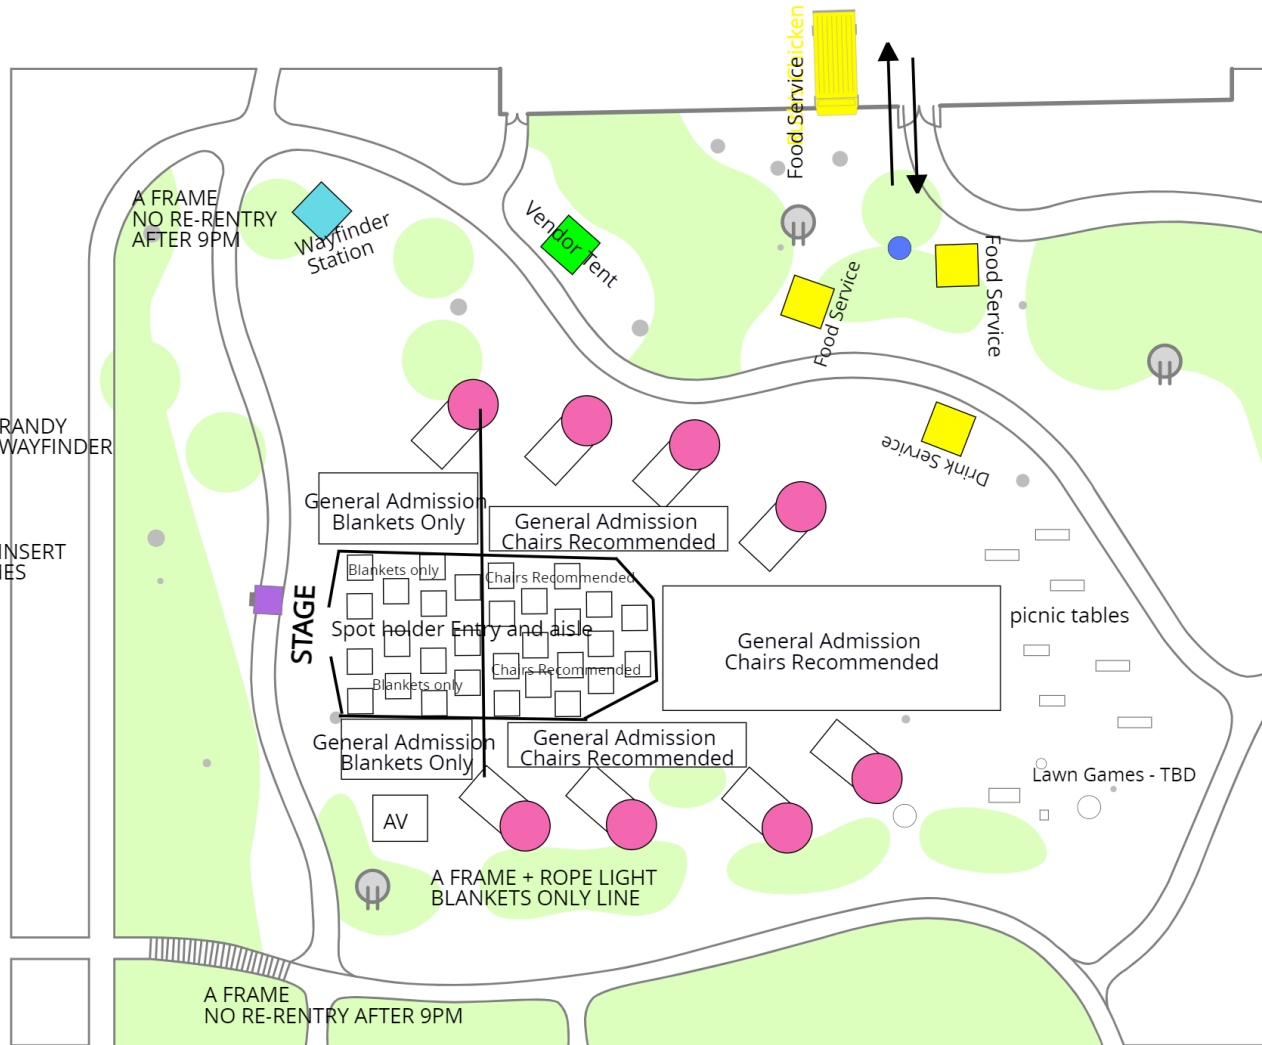 Food Service
A FRAME
NO RE-RENTRY
AFTER 9PM
Wayfinder
Station
Vendor Tent
Food Service
Food Service
RANDY
WAYFINDER
Drink Service
General Admission
Blankets Only
General Admission
Chairs Recommended
INSERT
Blankets only
Chairs Recommended
STAGE
Spot holder Entry and aisle
picnic tables
General Admission
Chairs Recommended
Chairs Recommended
Blankets only
General Admission
Blankets Only
General Admission
Chairs Recommended
Lawn Games - TBD
AV
A FRAME + ROPE LIGHT
BLANKETS ONLY LINE
A FRAME
NO RE-RENTRY AFTER 9PM